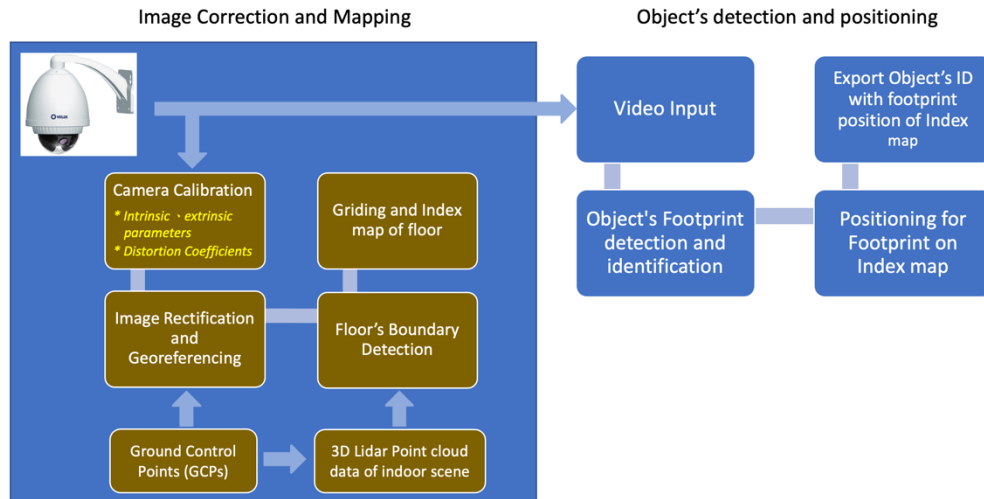 Image Correction and Mapping
Object's detection and positioning
Camera Calibration
* Intrinsic、extrinsic
parameters
* Distortion Coefficients
Griding and Index
map of floor
Image Rectification
and
Georeferencing
Floor's Boundary
Detection
Ground Control
Points (GCPs)
3D Lidar Point cloud
data of indoor scene
Video Input
Export Object's ID
with footprint
position of Index
map
Object's Footprint
detection and
identification
Positioning for
Footprint on
Index map